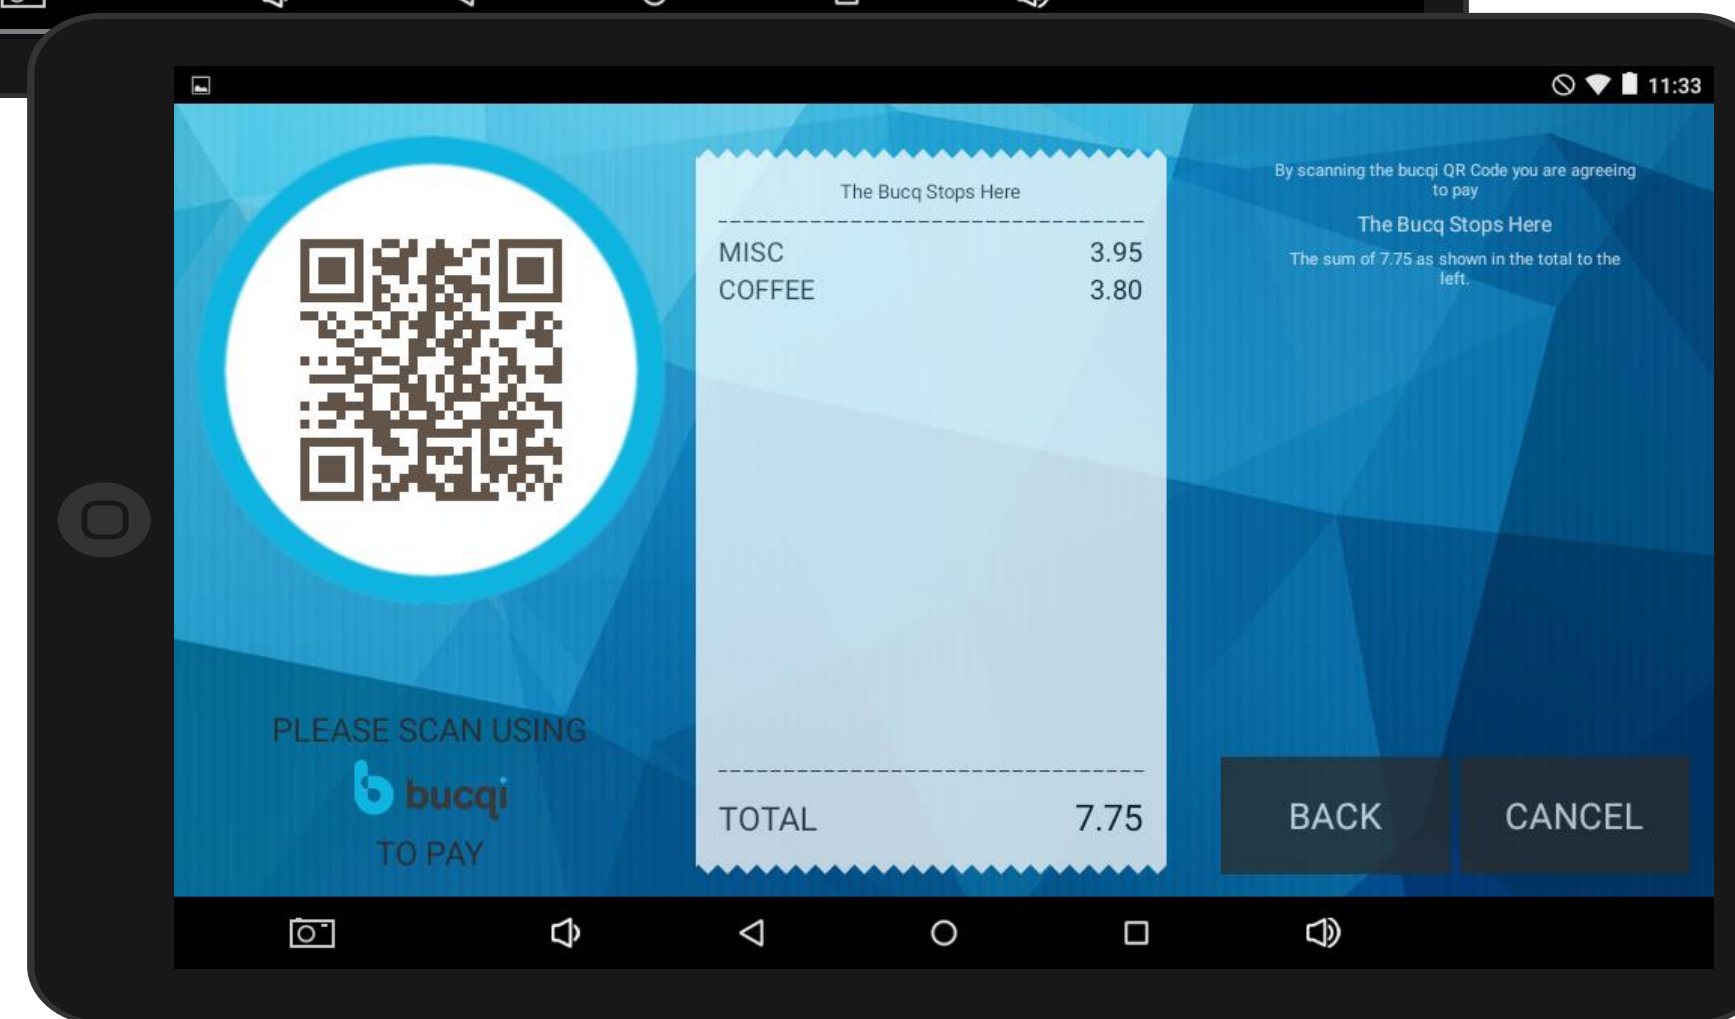 11:33
PLEASE SCAN USING
bucqi
TO PAY
The Bucq Stops Here
MISC 3.95
COFFEE 3.80
TOTAL 7.75
By scanning the bucqi QR Code you are agreeing
to pay
The Bucq Stops Here
The sum of 7.75 as shown in the total to the
left.
BACK CANCEL